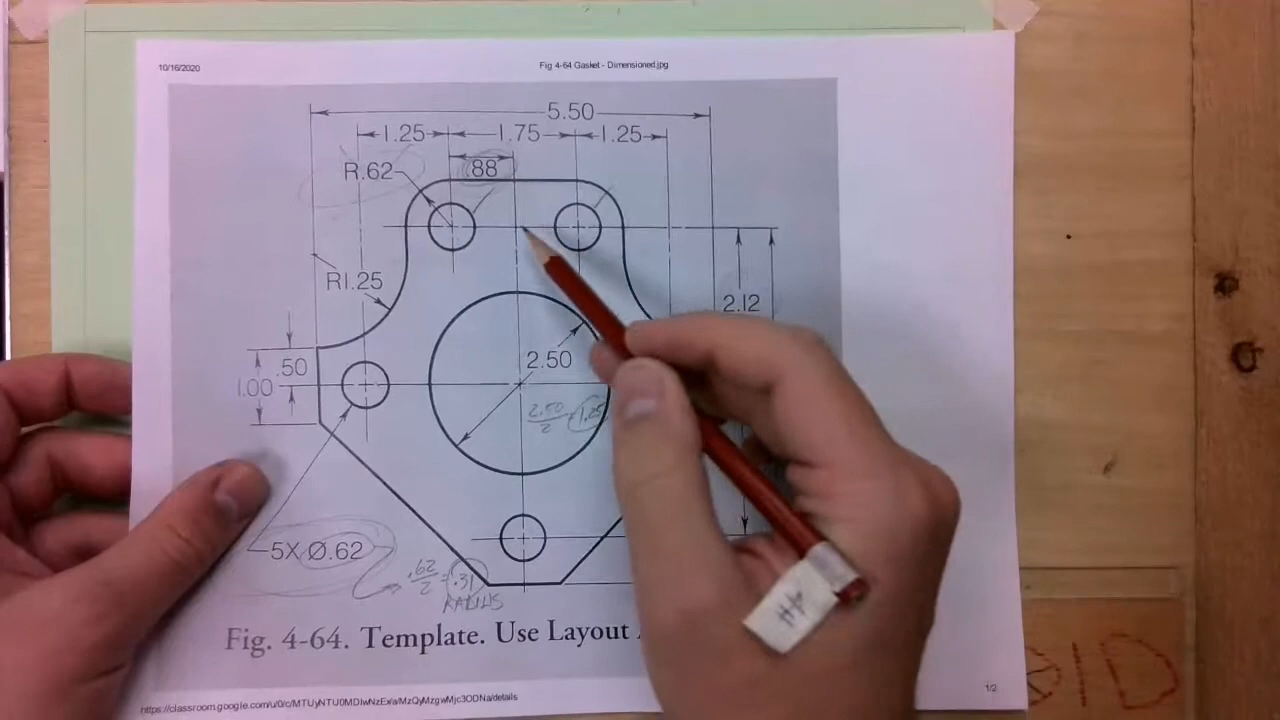 10/16/2020
Fig 4-64 Gasket - Dimensioned.jpg
5.50
1.25
1.75
1.25
R.62
.88
R1.25
2.12
.50
1.00
2.50
2.50
2
1.25
5X Ø.62
.62
2
= .31
RADIUS
Fig. 4-64. Template. Use Layout
https://classroom.google.com/u/0/c/MTUyNTU0MDIwNzEx/a/MzQyMzgwMjc3ODNa/details
1/2
H